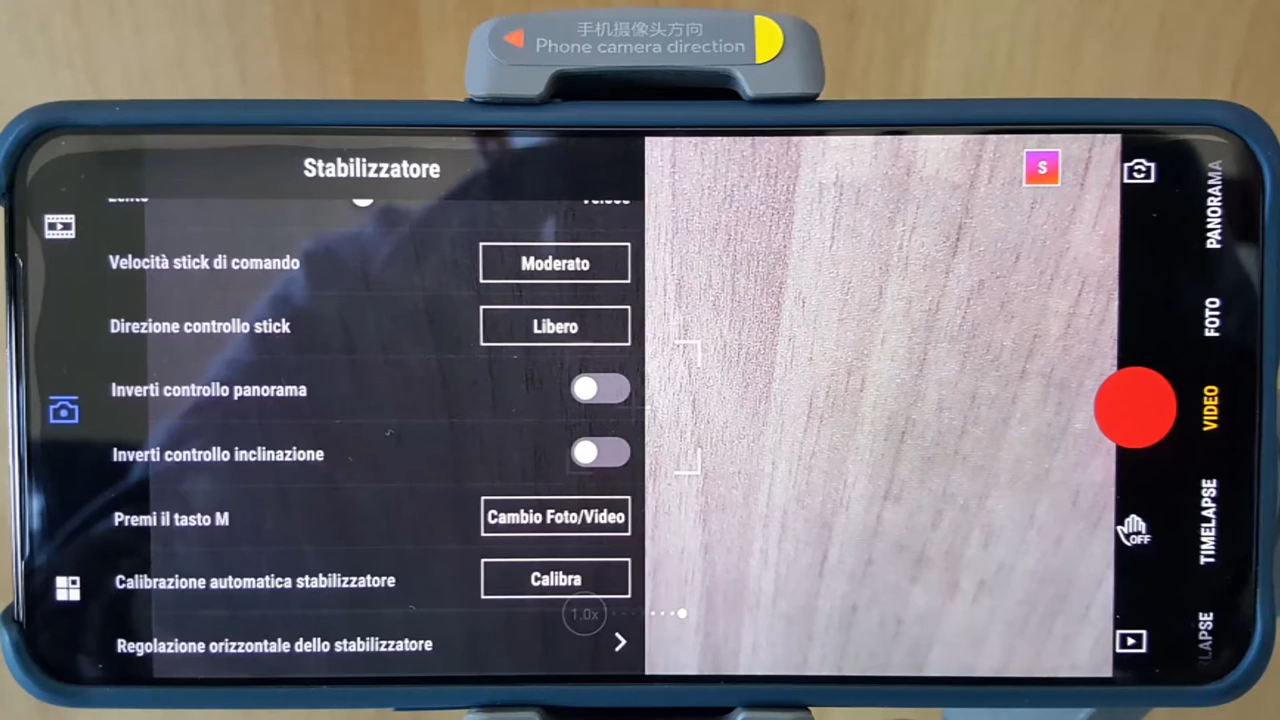 手机摄像头方向
Phone camera direction
Stabilizzatore
S
Velocità stick di comando
Moderato
Direzione controllo stick
Libero
Inverti controllo panorama
Inverti controllo inclinazione
Premi il tasto M
Cambio Foto/Video
Calibrazione automatica stabilizzatore
Calibra
1.0x
Regolazione orizzontale dello stabilizzatore
PANORAMA
FOTO
VIDEO
TIMELAPSE
LAPSE
OFF